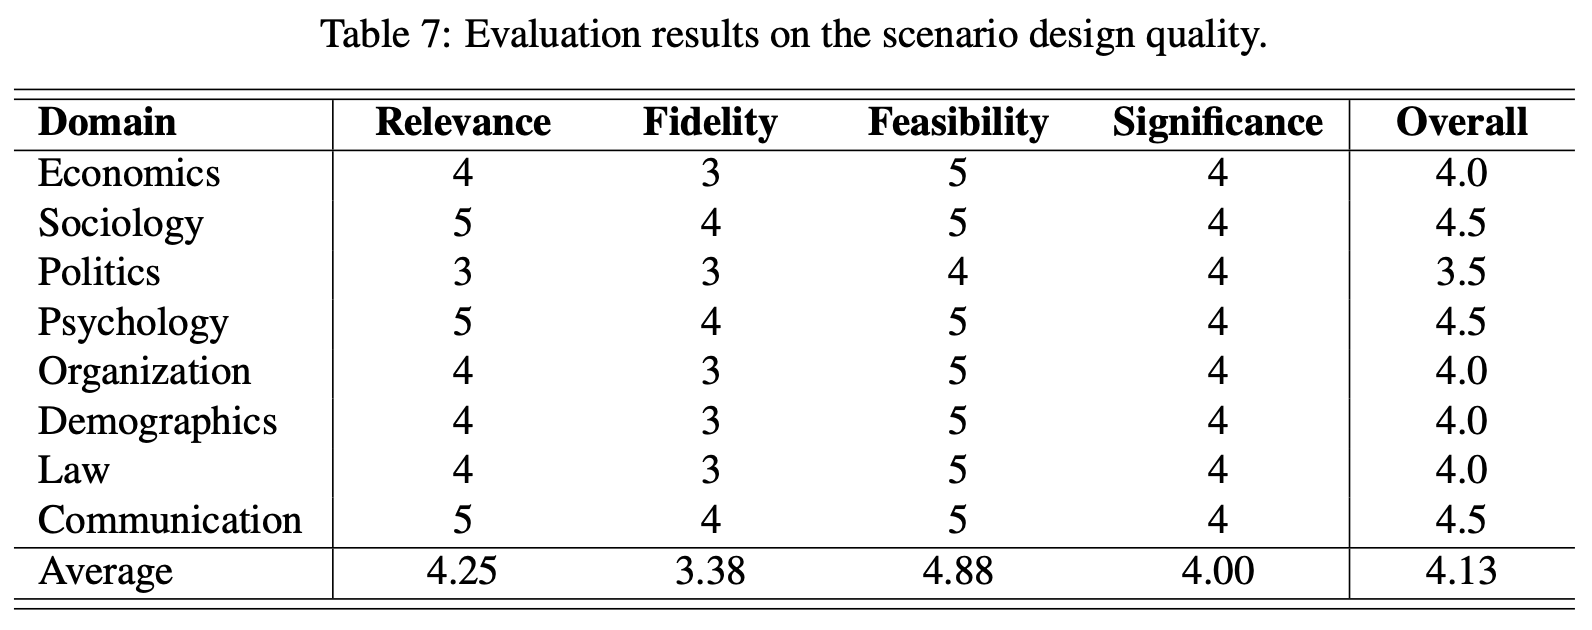 Table 7: Evaluation results on the scenario design quality.
Domain Relevance Fidelity Feasibility Significance Overall
Economics 4 3 5 4 4.0
Sociology 5 4 5 4 4.5
Politics 3 3 4 4 3.5
Psychology 5 4 5 4 4.5
Organization 4 3 5 4 4.0
Demographics 4 3 5 4 4.0
Law 4 3 5 4 4.0
Communication 5 4 5 4 4.5
Average 4.25 3.38 4.88 4.00 4.13